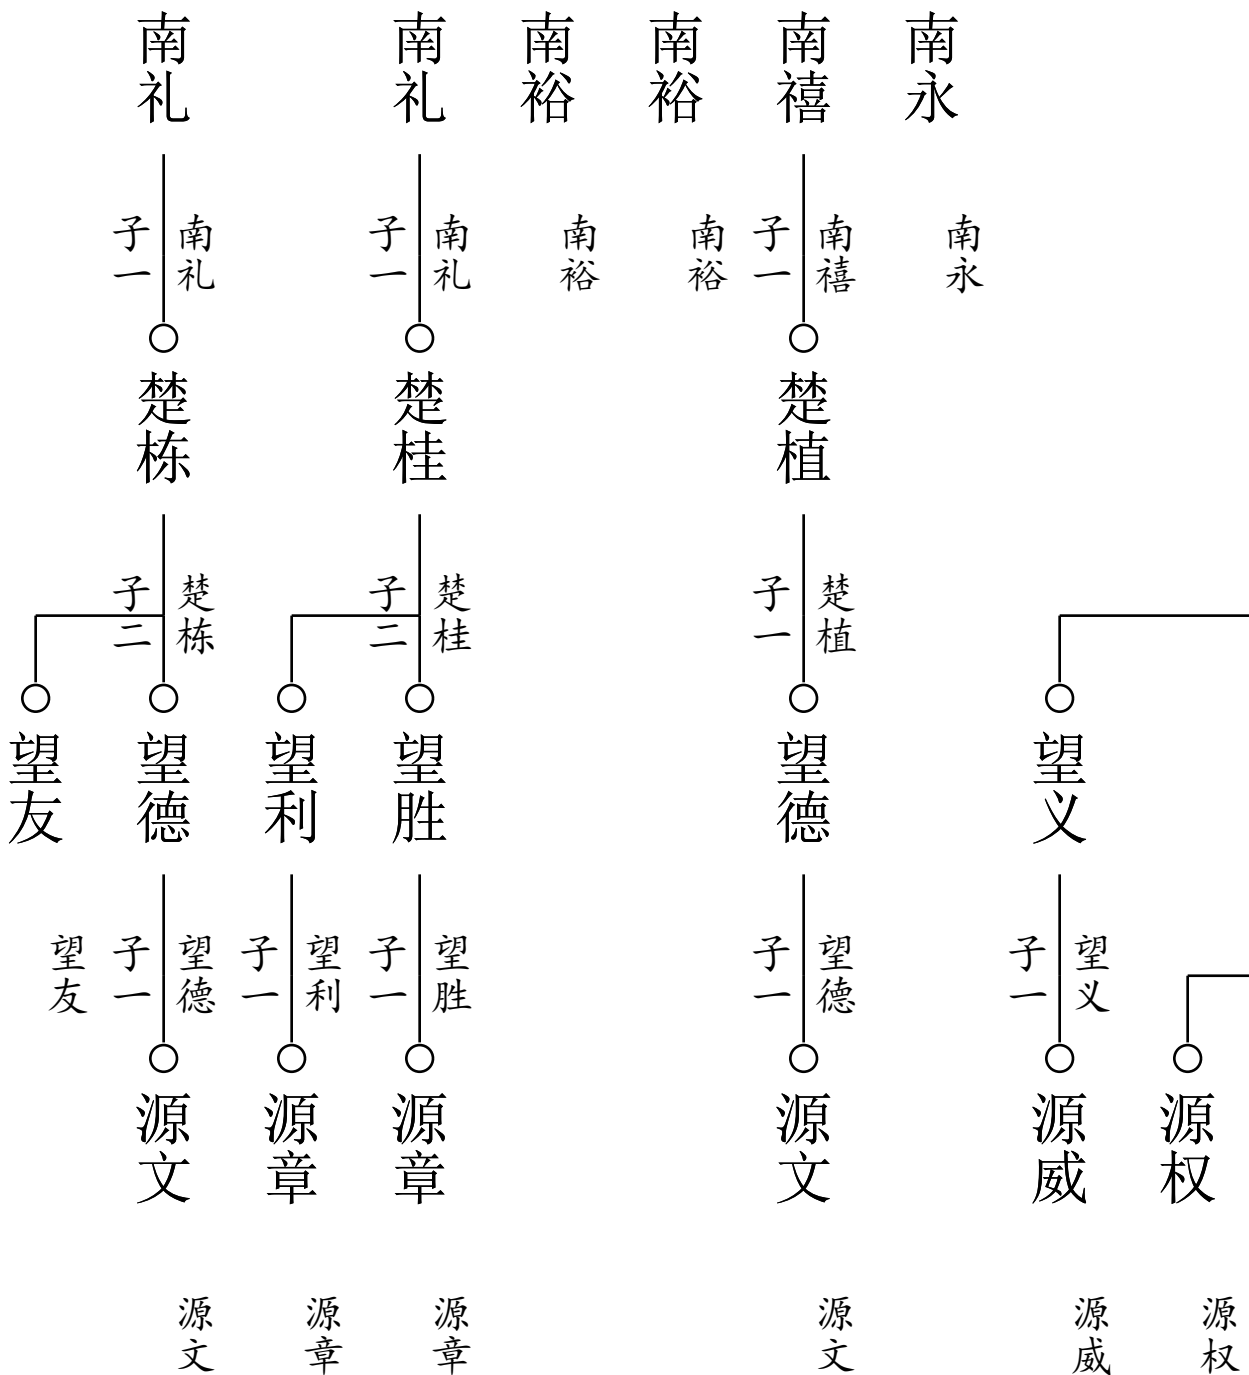 南礼
南礼
南裕
南裕
南禧
南永
子一
南礼
子一
南礼
南裕
南裕
子一
南禧
南永
楚栋
楚桂
楚植
子二
楚栋
子二
楚桂
子一
楚植
望友
望德
望利
望胜
望德
望义
望友
子一
望德
子一
望利
子一
望胜
子一
望德
子一
望义
源文
源章
源章
源文
源威
源权
源文
源章
源章
源文
源威
源权